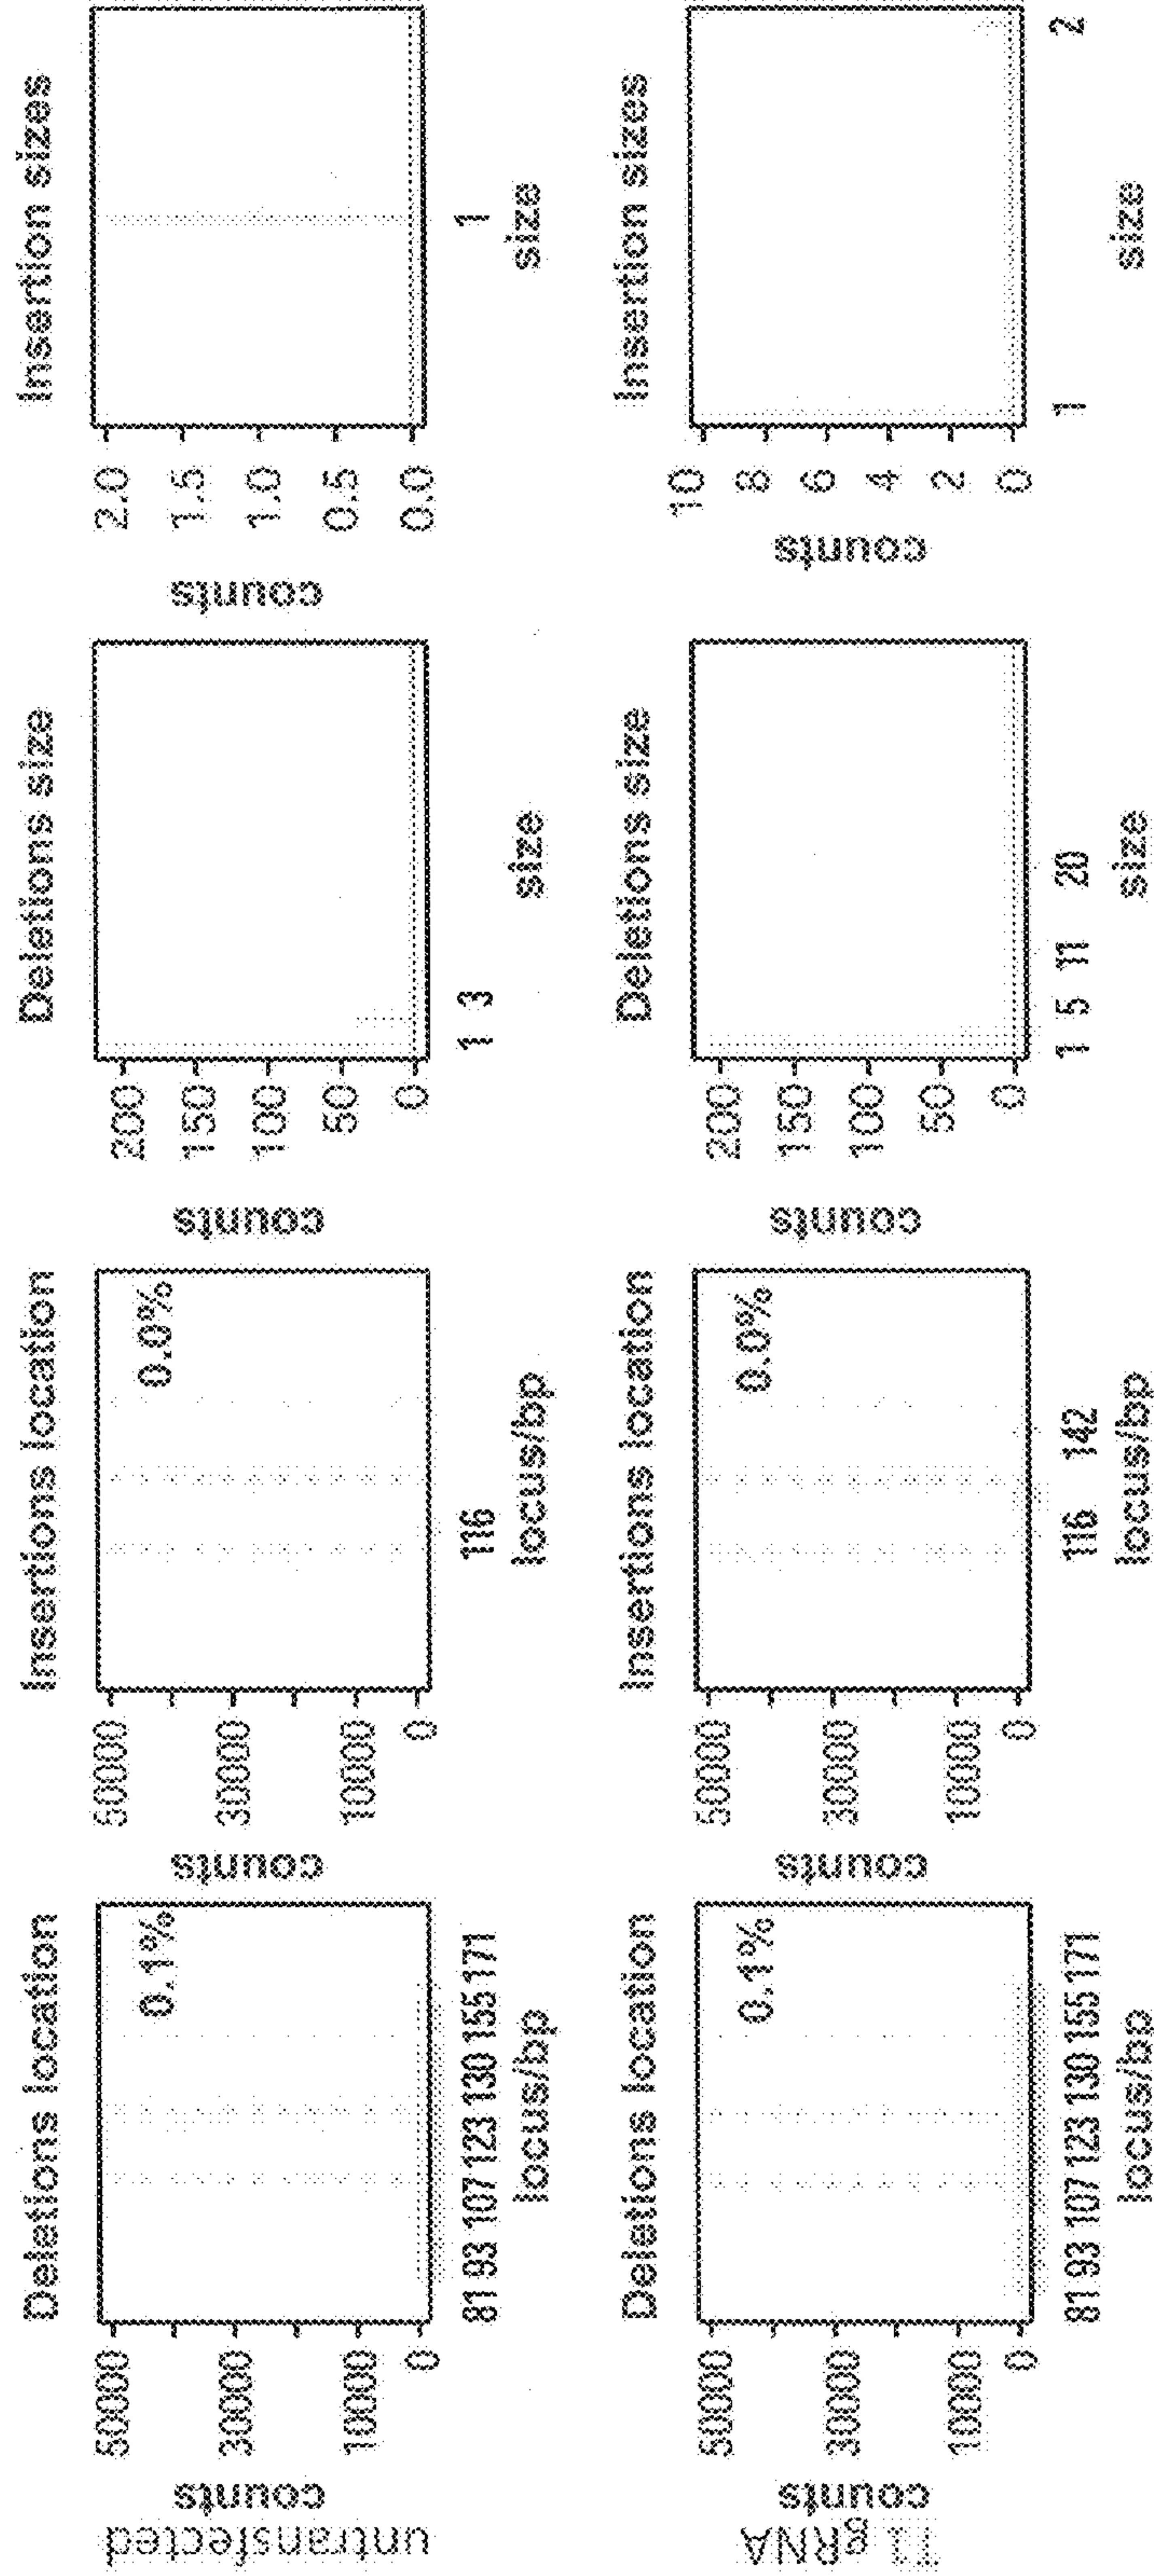 untransfected
Deletions location
counts
50000
30000
10000
0
0.1%
81 93 107 123 130 155 171
locus/bp
Insertions location
counts
50000
30000
10000
0
0.0%
116
locus/bp
Deletions size
counts
200
150
100
50
0
1 3
size
Insertion sizes
counts
2.0
1.5
1.0
0.5
0.0
1
size
T1 gRNA
Deletions location
counts
50000
30000
10000
0
0.1%
81 93 107 123 130 155 171
locus/bp
Insertions location
counts
50000
30000
10000
0
0.0%
116 142
locus/bp
Deletions size
counts
200
150
100
50
0
1 5 11 20
size
Insertion sizes
counts
10
8
6
4
2
0
1 2
size